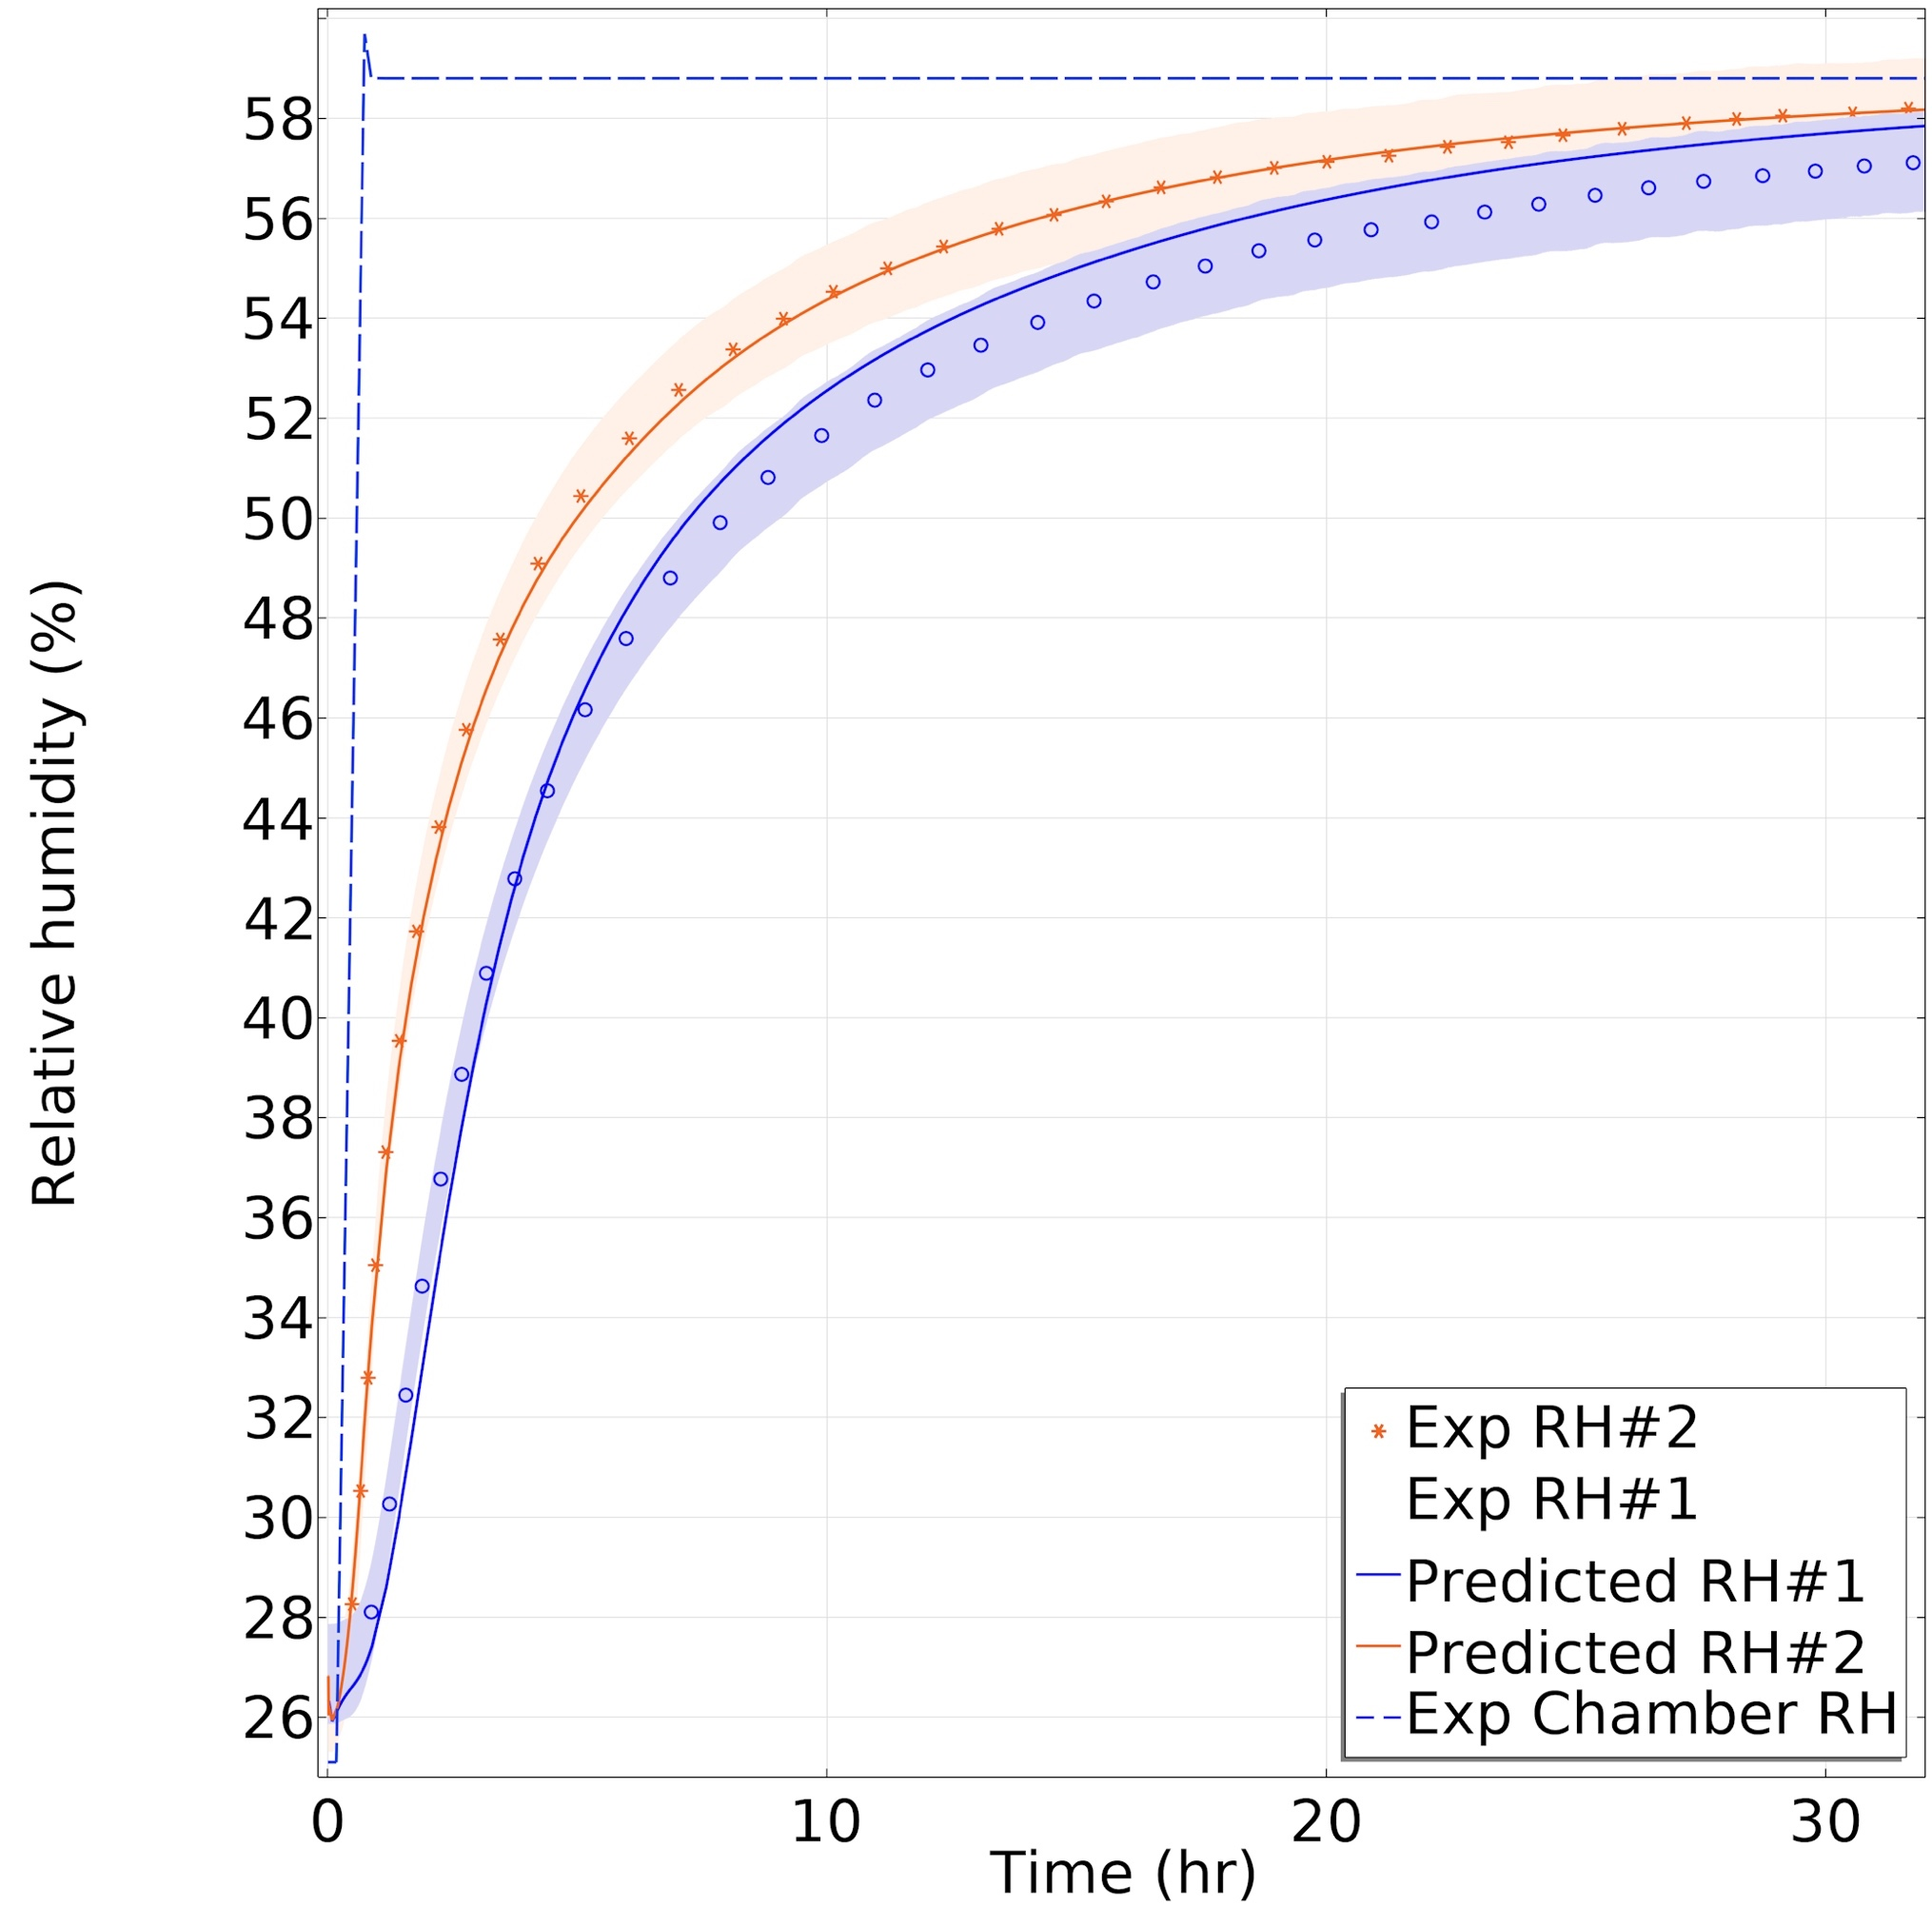 Relative humidity (%)
58
56
54
52
50
48
46
44
42
40
38
36
34
32
30
28
26
Exp RH#2
Exp RH#1
Predicted RH#1
Predicted RH#2
Exp Chamber RH
0 10 20 30
Time (hr)